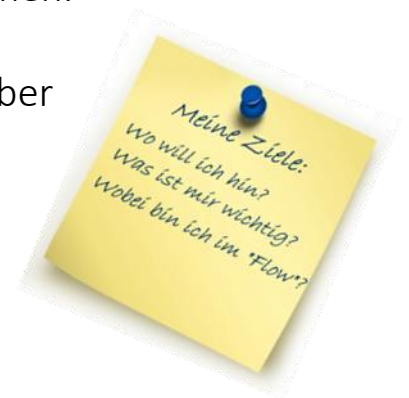 ber
Meine Ziele:
Wo will ich hin?
Was ist mir wichtig?
Wobei bin ich im "Flow"?